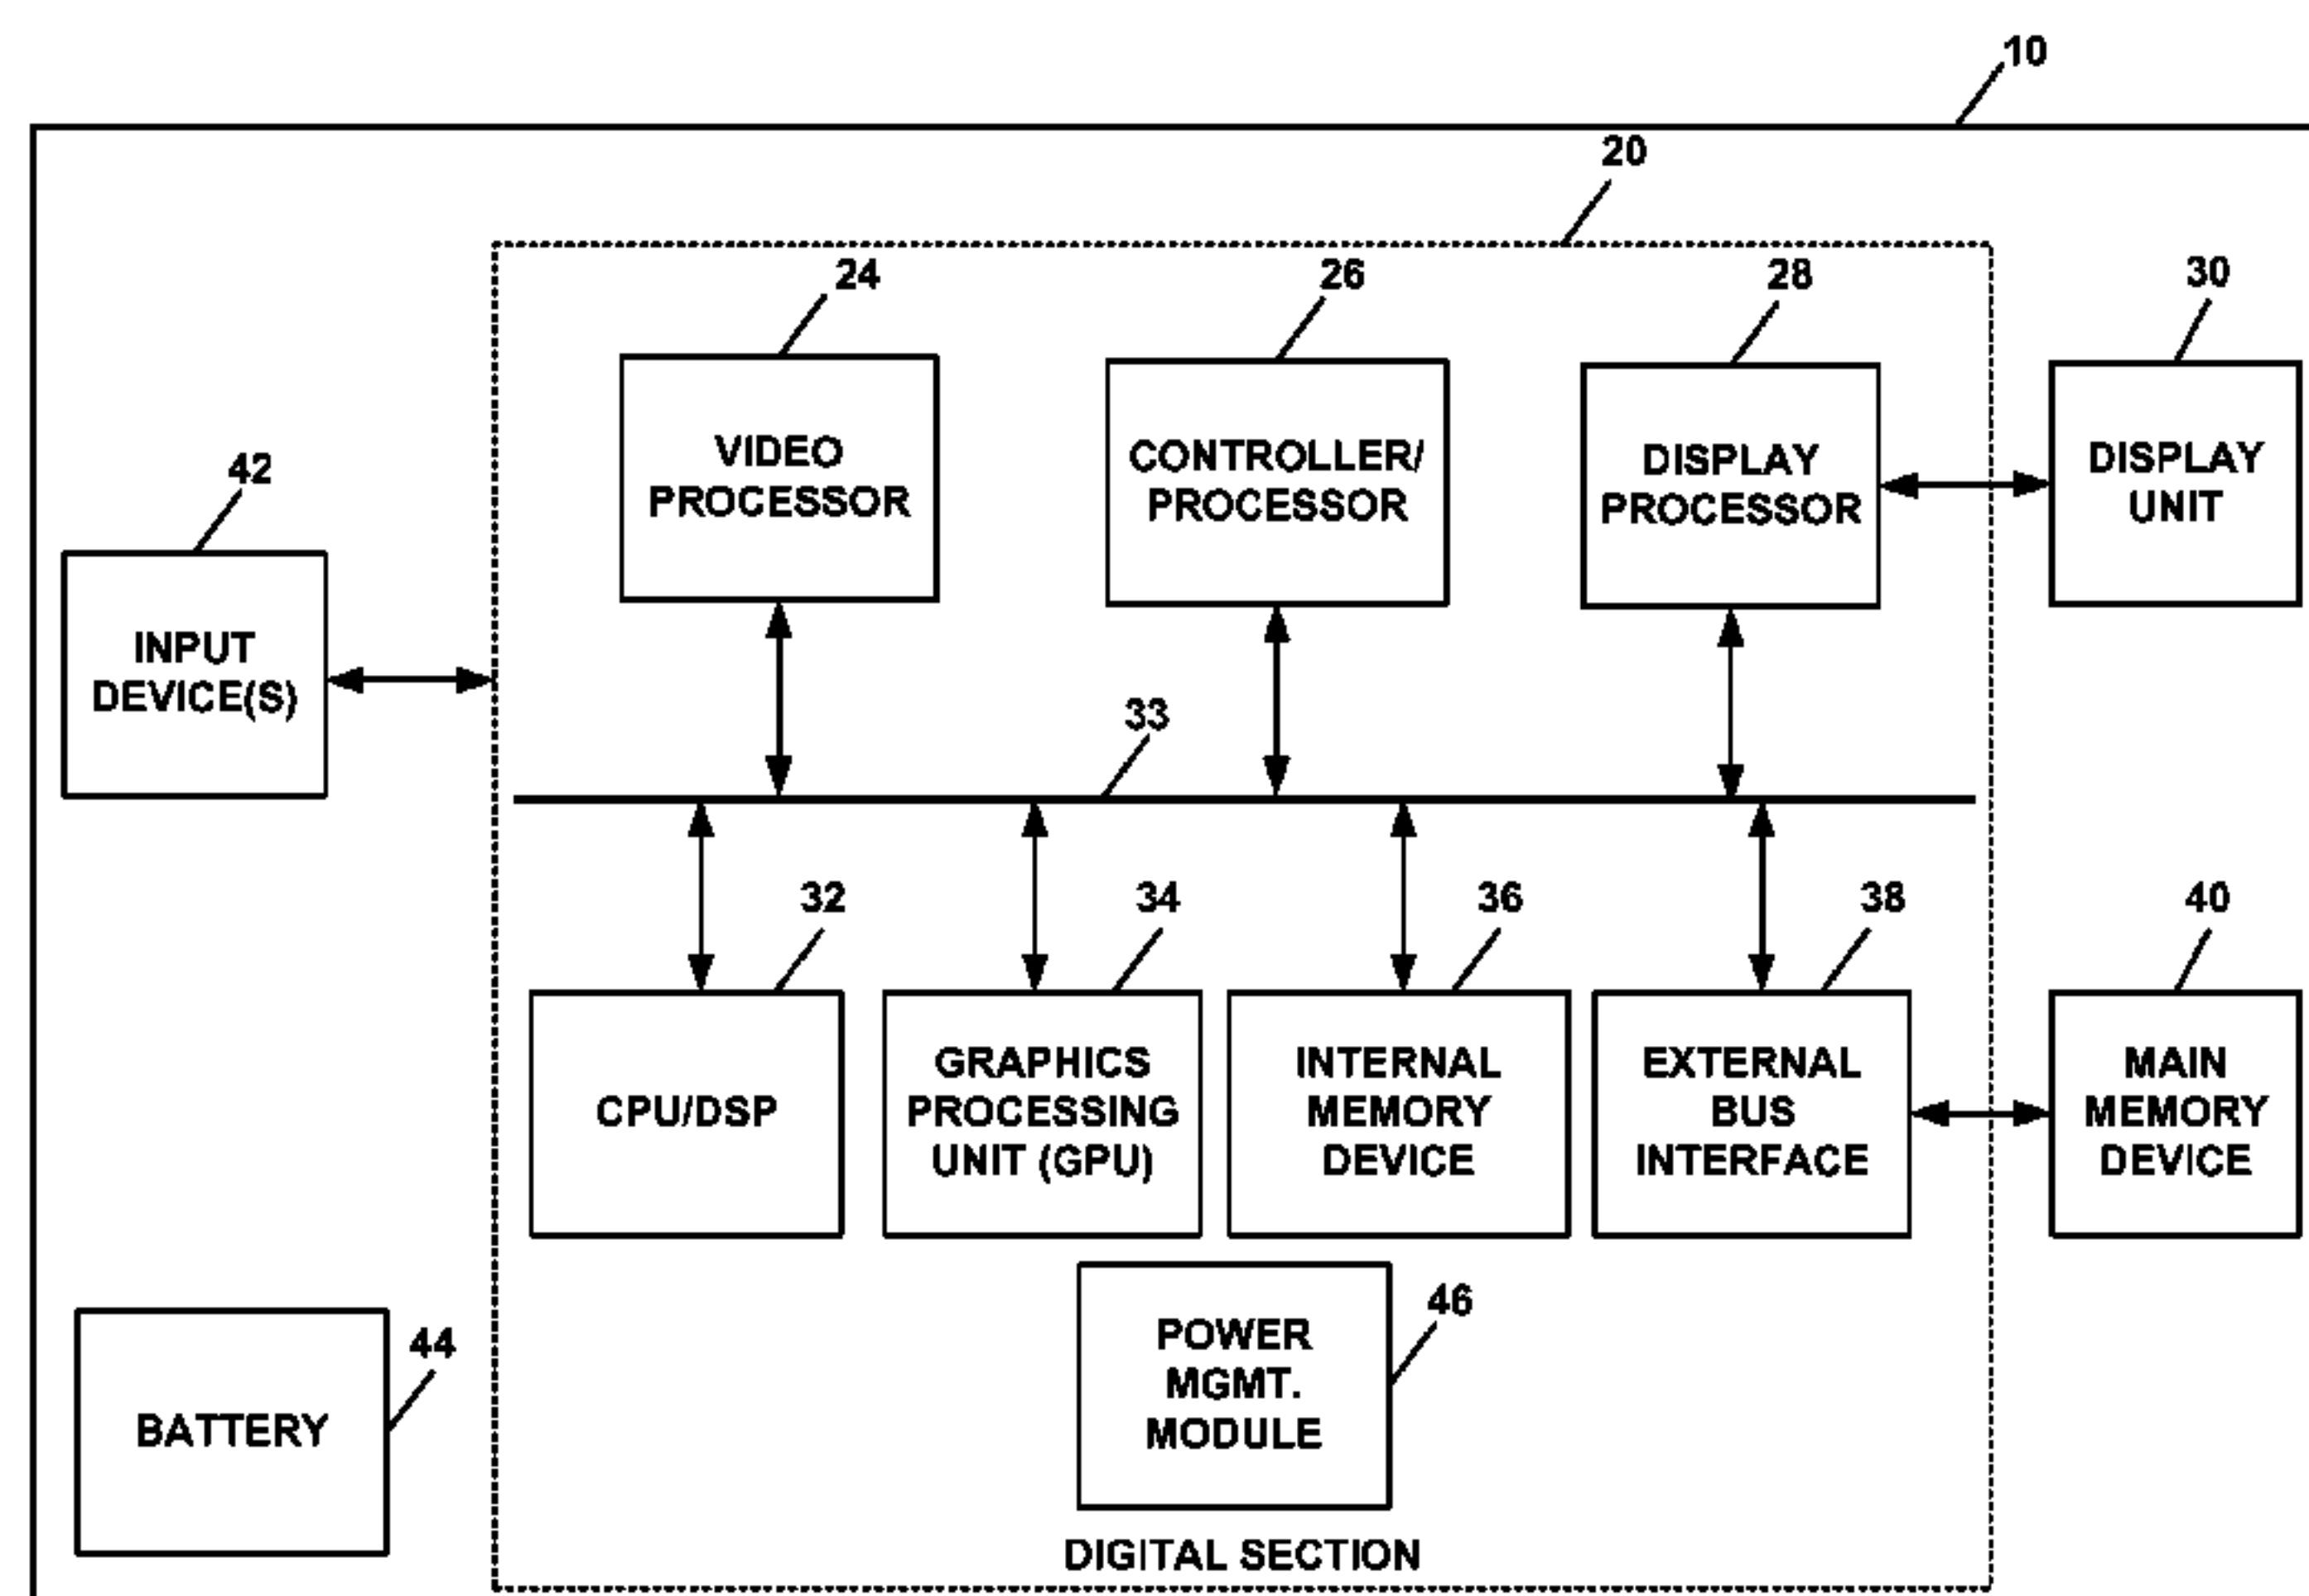 10
20
24
26
28
30
VIDEO
PROCESSOR
CONTROLLER/
PROCESSOR
DISPLAY
PROCESSOR
DISPLAY
UNIT
42
INPUT
DEVICE(S)
33
32
34
36
38
40
CPU/DSP
GRAPHICS
PROCESSING
UNIT (GPU)
INTERNAL
MEMORY
DEVICE
EXTERNAL
BUS
INTERFACE
MAIN
MEMORY
DEVICE
44
BATTERY
46
POWER
MGMT.
MODULE
DIGITAL SECTION